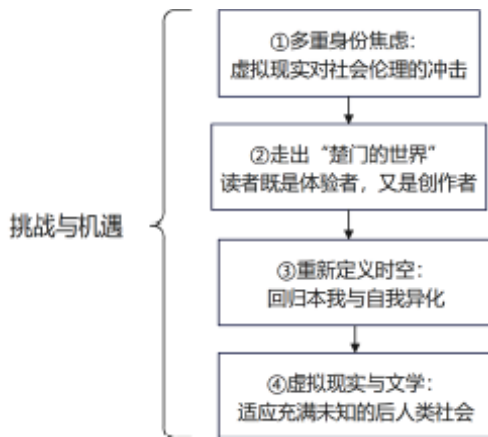 ①多重身份焦虑：
虚拟现实对社会伦理的冲击
②走出“楚门的世界”
读者既是体验者，又是创作者
挑战与机遇
③重新定义时空：
回归本我与自我异化
④虚拟现实与文学：
适应充满未知的后人类社会